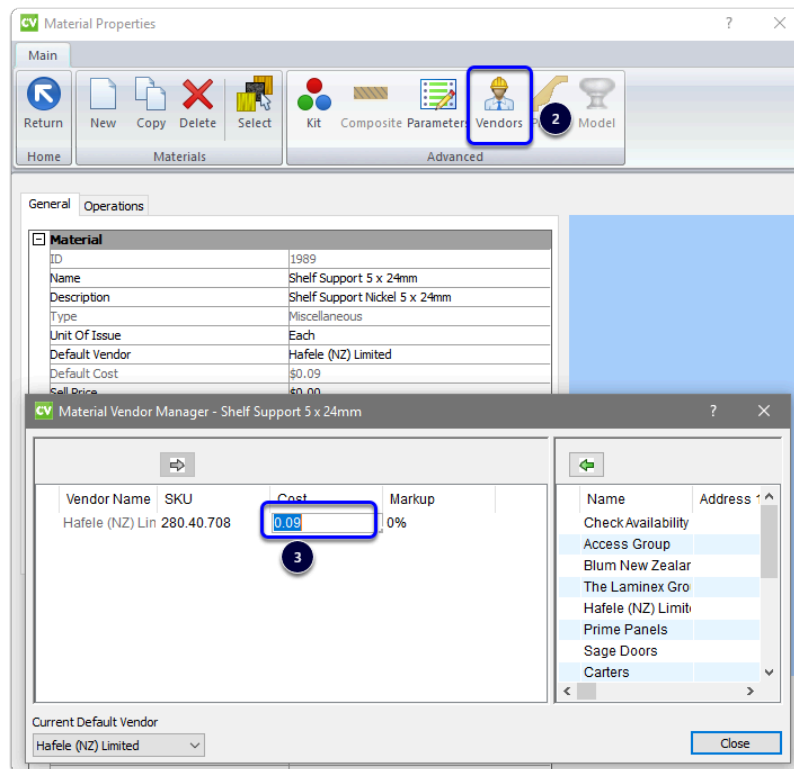 CV Material Properties ? ×
Main
Return New Copy Delete Select Kit Composite Parameters Vendors 2 Model
Home Materials Advanced
General Operations
Material
ID 1989
Name Shelf Support 5 x 24mm
Description Shelf Support Nickel 5 x 24mm
Type Miscellaneous
Unit Of Issue Each
Default Vendor Hafele (NZ) Limited
Default Cost $0.09
Sell Price $0.00
CV Material Vendor Manager - Shelf Support 5 x 24mm ? ×
Vendor Name SKU Cost Markup
Hafele (NZ) Lin 280.40.708 0.09 0%
3
Name Address
Check Availability
Access Group
Blum New Zealar
The Laminex Gro
Hafele (NZ) Limit
Prime Panels
Sage Doors
Carters
Current Default Vendor
Hafele (NZ) Limited
Close